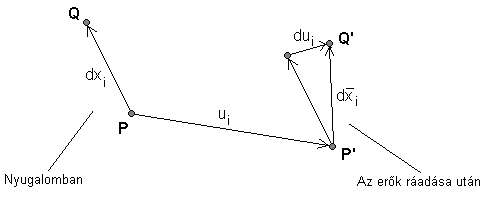 Q
du_i
Q'
dx_i
dx̄_i
u_i
P
P'
Nyugalomban
Az erők ráadása után